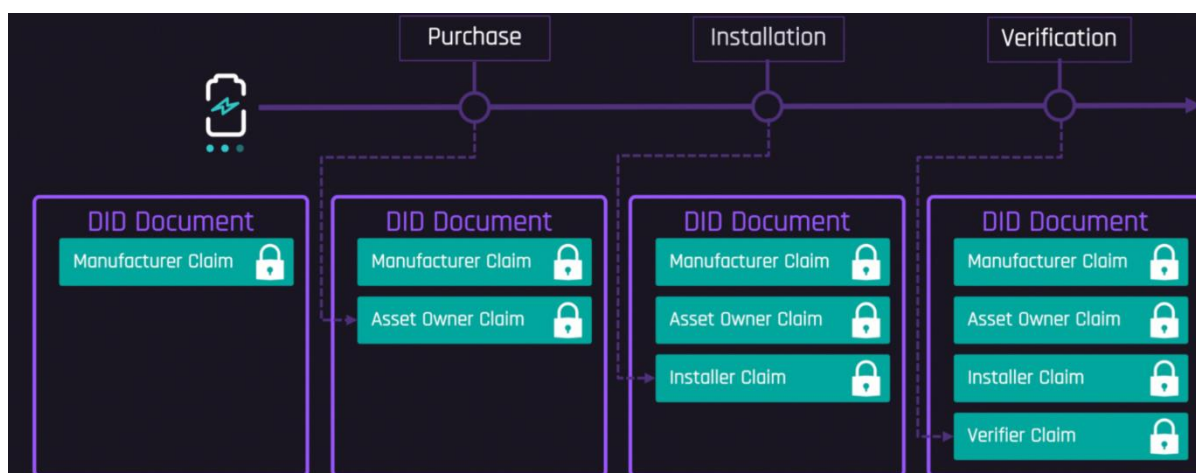 Purchase
Installation
Verification
DID Document
Manufacturer Claim
DID Document
Manufacturer Claim
Asset Owner Claim
DID Document
Manufacturer Claim
Asset Owner Claim
Installer Claim
DID Document
Manufacturer Claim
Asset Owner Claim
Installer Claim
Verifier Claim